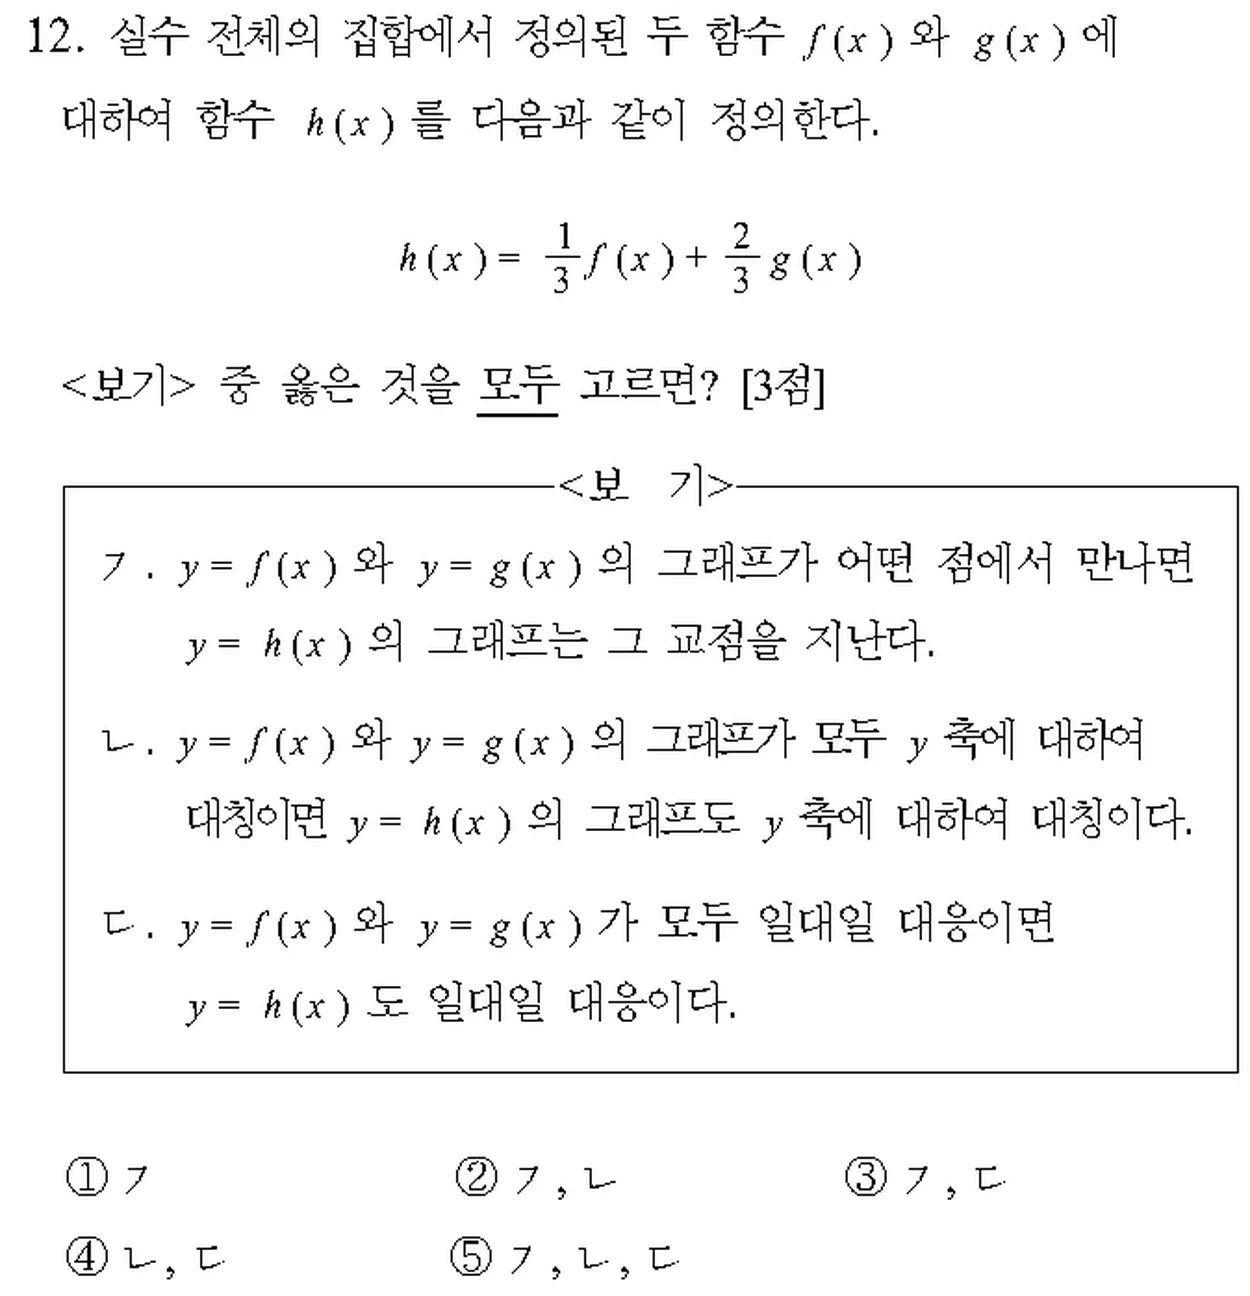 12. 실수 전체의 집합에서 정의된 두 함수 f(x)와 g(x)에
대하여 함수 h(x)를 다음과 같이 정의한다.
h(x)= 1/3 f(x)+ 2/3 g(x)
<보기> 중 옳은 것을 모두 고르면? [3점]
<보 기>
ㄱ. y=f(x)와 y=g(x)의 그래프가 어떤 점에서 만나면
y=h(x)의 그래프는 그 교점을 지난다.
ㄴ. y=f(x)와 y=g(x)의 그래프가 모두 y축에 대하여
대칭이면 y=h(x)의 그래프도 y축에 대하여 대칭이다.
ㄷ. y=f(x)와 y=g(x)가 모두 일대일 대응이면
y=h(x)도 일대일 대응이다.
① ㄱ ② ㄱ, ㄴ ③ ㄱ, ㄷ
④ ㄴ, ㄷ ⑤ ㄱ, ㄴ, ㄷ